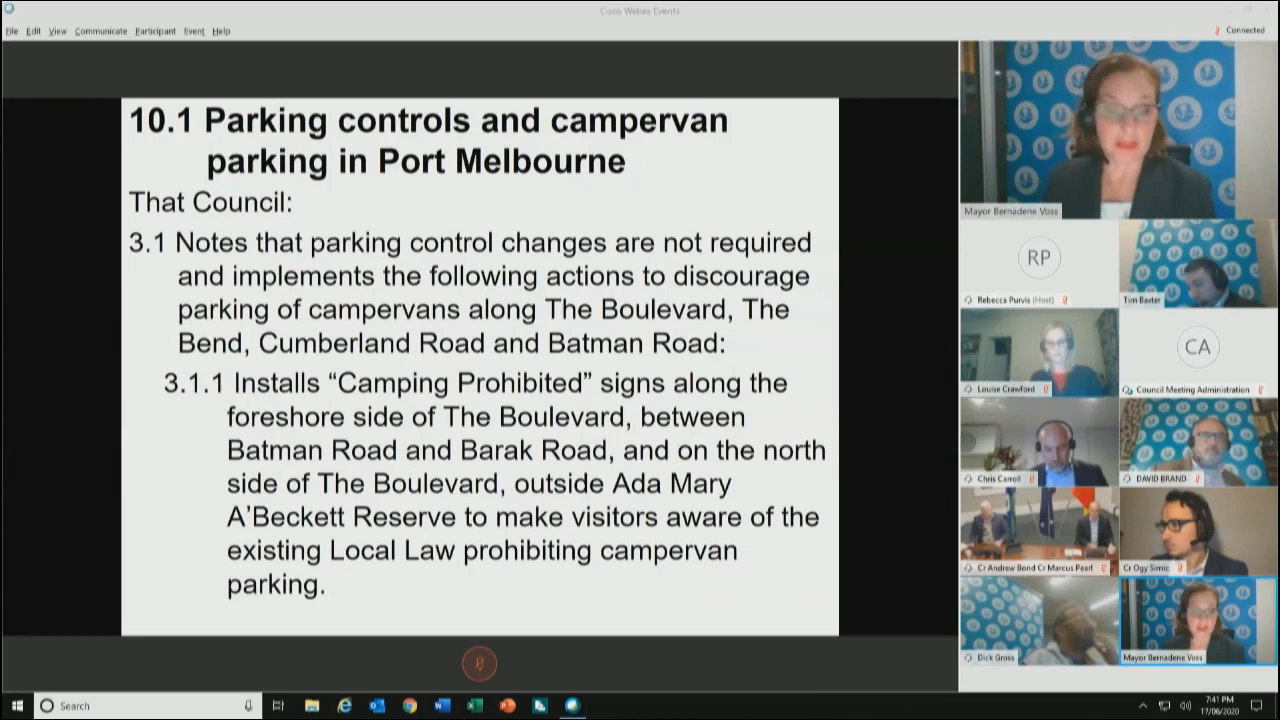 Cisco Webex Events
File Edit View Communicate Participant Event Help
Connected
10.1 Parking controls and campervan
parking in Port Melbourne
That Council:
3.1 Notes that parking control changes are not required
and implements the following actions to discourage
parking of campervans along The Boulevard, The
Bend, Cumberland Road and Batman Road:
3.1.1 Installs “Camping Prohibited” signs along the
foreshore side of The Boulevard, between
Batman Road and Barak Road, and on the north
side of The Boulevard, outside Ada Mary
A’Beckett Reserve to make visitors aware of the
existing Local Law prohibiting campervan
parking.
Mayor Bernadene Voss
RP
Rebecca Purvis (Host)
Tim Baxter
Louise Crawford
CA
Council Meeting Administration
Chris Carroll
DAVID BRAND
Cr Andrew Bond Cr Marcus Pearl
Cr Ogy Simic
Dick Gross
Mayor Bernadene Voss
Search
7:41 PM
17/06/2020